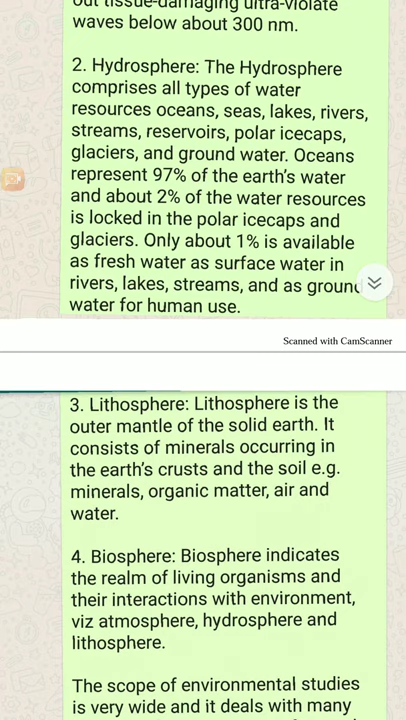 out tissue-damaging ultra-violate
waves below about 300 nm.
2. Hydrosphere: The Hydrosphere
comprises all types of water
resources oceans, seas, lakes, rivers,
streams, reservoirs, polar icecaps,
glaciers, and ground water. Oceans
represent 97% of the earth's water
and about 2% of the water resources
is locked in the polar icecaps and
glaciers. Only about 1% is available
as fresh water as surface water in
rivers, lakes, streams, and as ground
water for human use.
Scanned with CamScanner
3. Lithosphere: Lithosphere is the
outer mantle of the solid earth. It
consists of minerals occurring in
the earth's crusts and the soil e.g.
minerals, organic matter, air and
water.
4. Biosphere: Biosphere indicates
the realm of living organisms and
their interactions with environment,
viz atmosphere, hydrosphere and
lithosphere.
The scope of environmental studies
is very wide and it deals with many